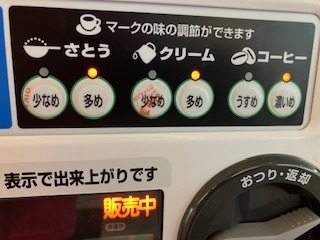 マークの味の調節ができます
さとう クリーム コーヒー
少なめ 多め 少なめ 多め うすめ 濃いめ
表示で出来上がりです
おつり・返却
販売中